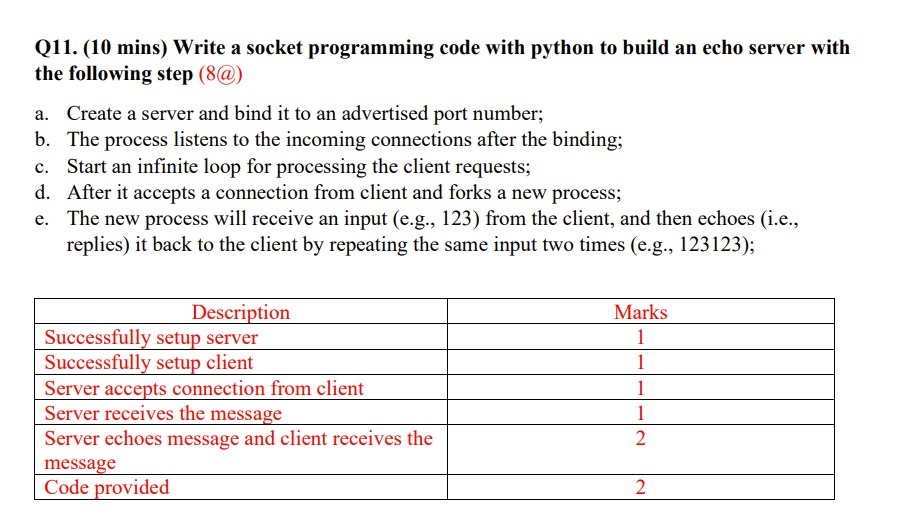 Q11. (10 mins) Write a socket programming code with python to build an echo server with
the following step (8@)
a. Create a server and bind it to an advertised port number;
b. The process listens to the incoming connections after the binding;
c. Start an infinite loop for processing the client requests;
d. After it accepts a connection from client and forks a new process;
e. The new process will receive an input (e.g., 123) from the client, and then echoes (i.e.,
replies) it back to the client by repeating the same input two times (e.g., 123123);
Description Marks
Successfully setup server 1
Successfully setup client 1
Server accepts connection from client 1
Server receives the message 1
Server echoes message and client receives the 2
message
Code provided 2